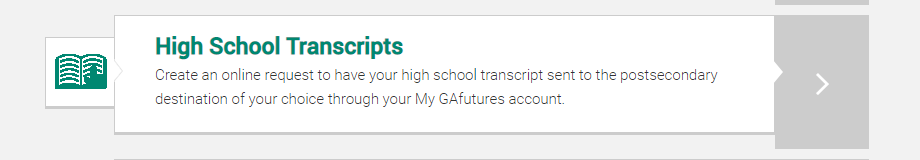 High School Transcripts
Create an online request to have your high school transcript sent to the postsecondary
destination of your choice through your My GAfutures account.